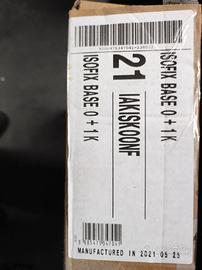 ISOFIX BASE 0 + 1K
21
IAKISKOONF
ISOFIX BASE 0 + 1K
MANUFACTURED IN 2021 05 25